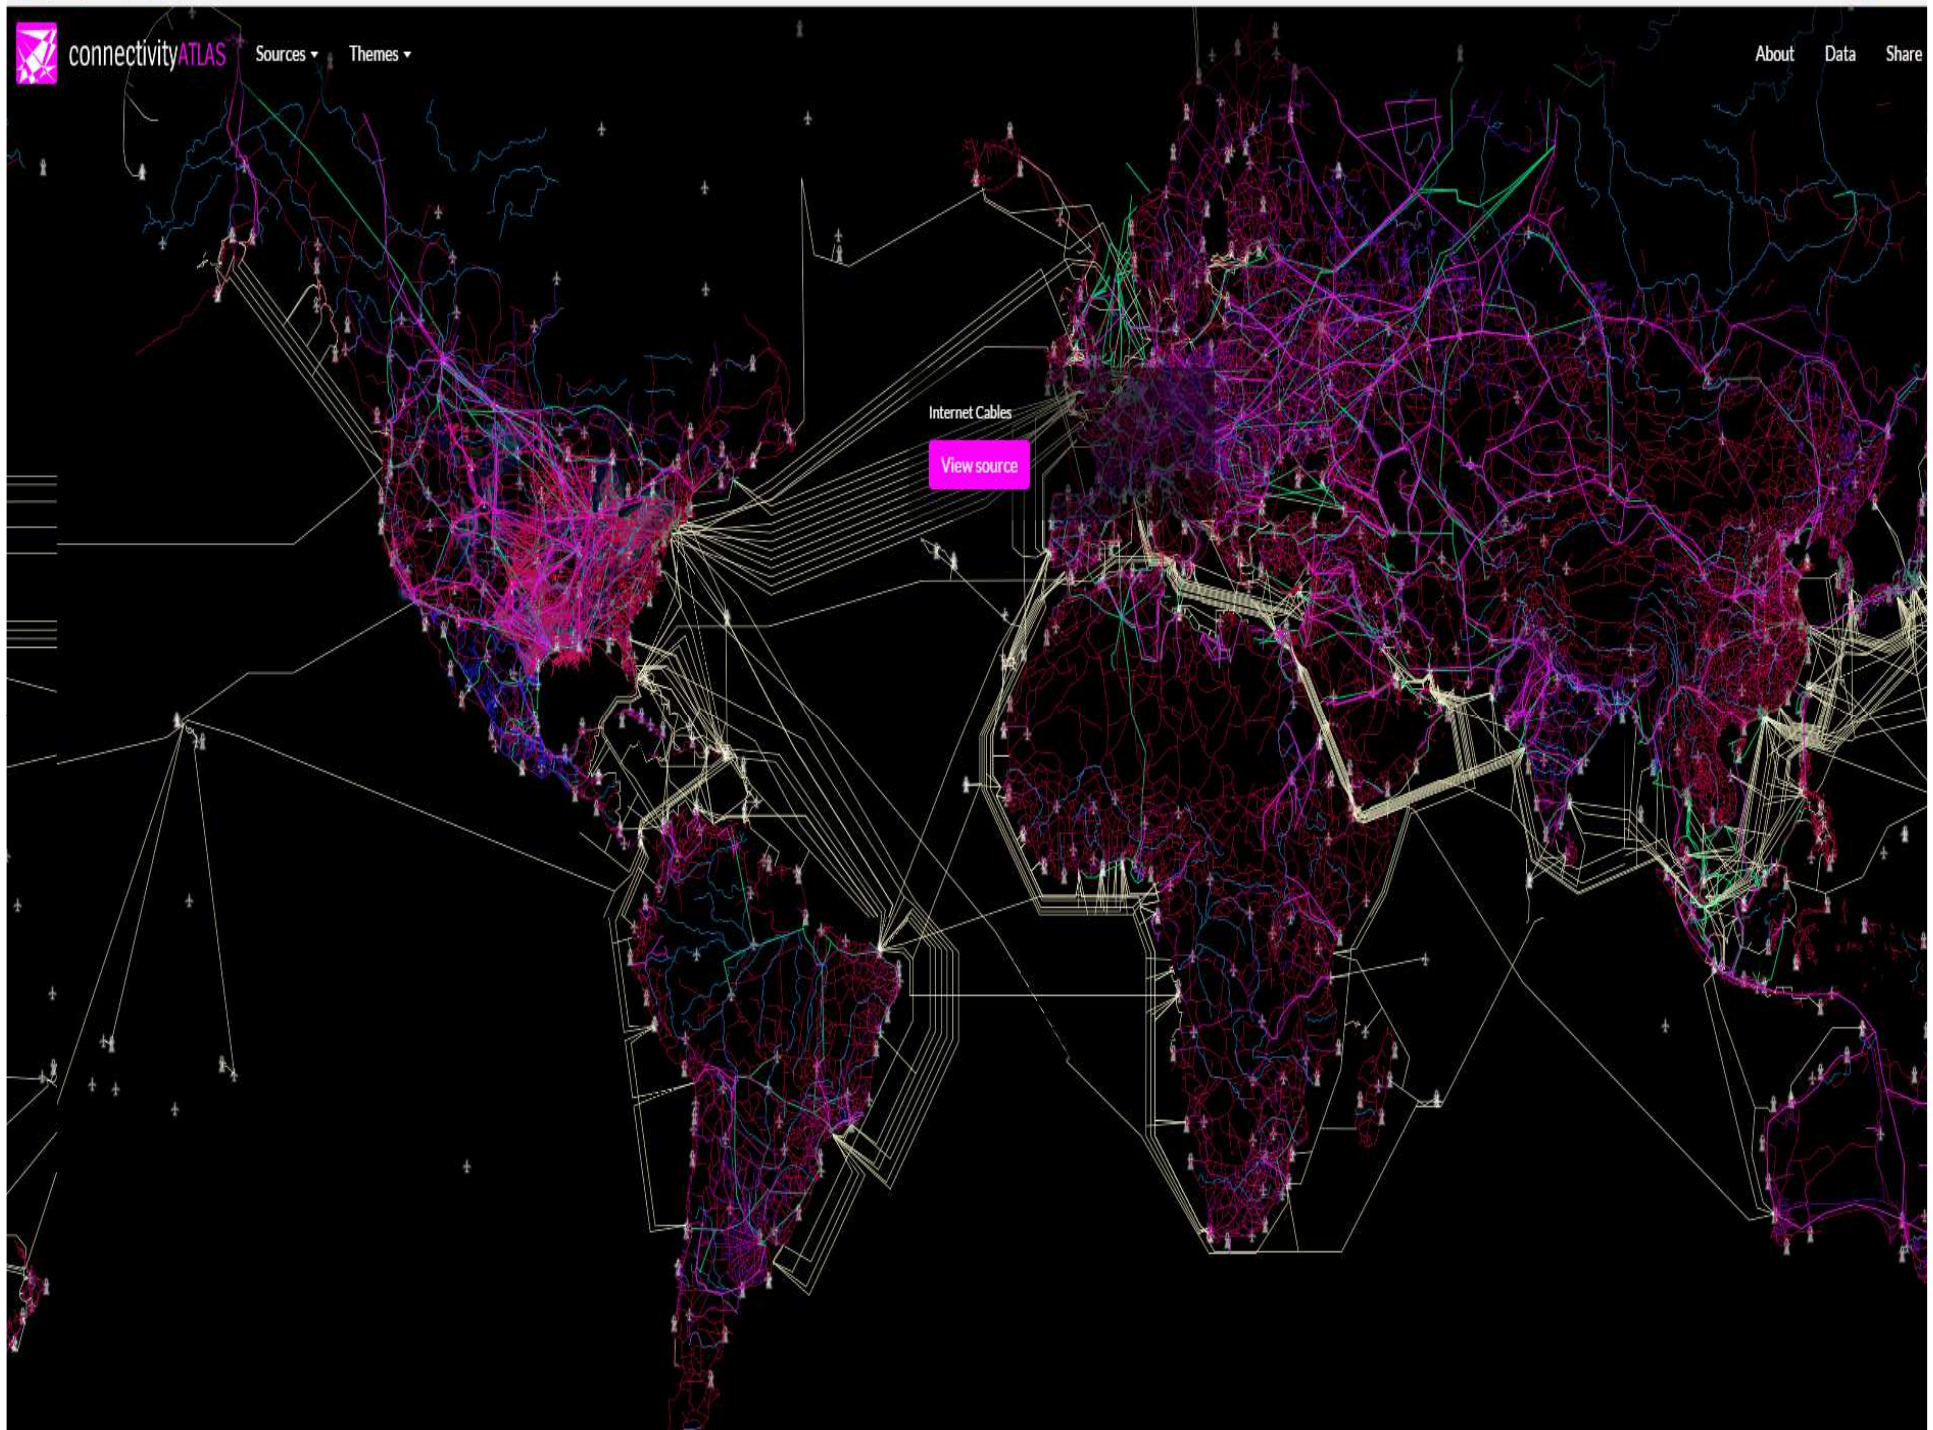 connectivityATLAS Sources Themes About Data Share
Internet Cables
View source